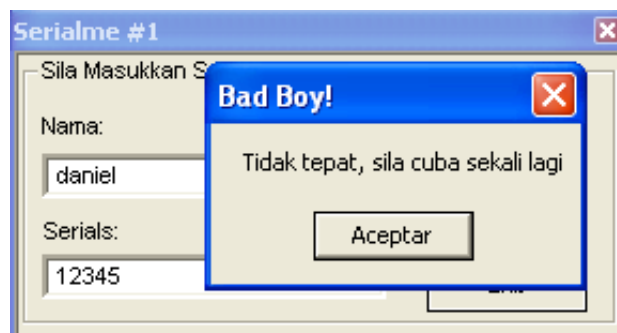 Serialme #1
Sila Masukkan S
Bad Boy!
Nama:
Tidak tepat, sila cuba sekali lagi
daniel
Serials:
Aceptar
12345